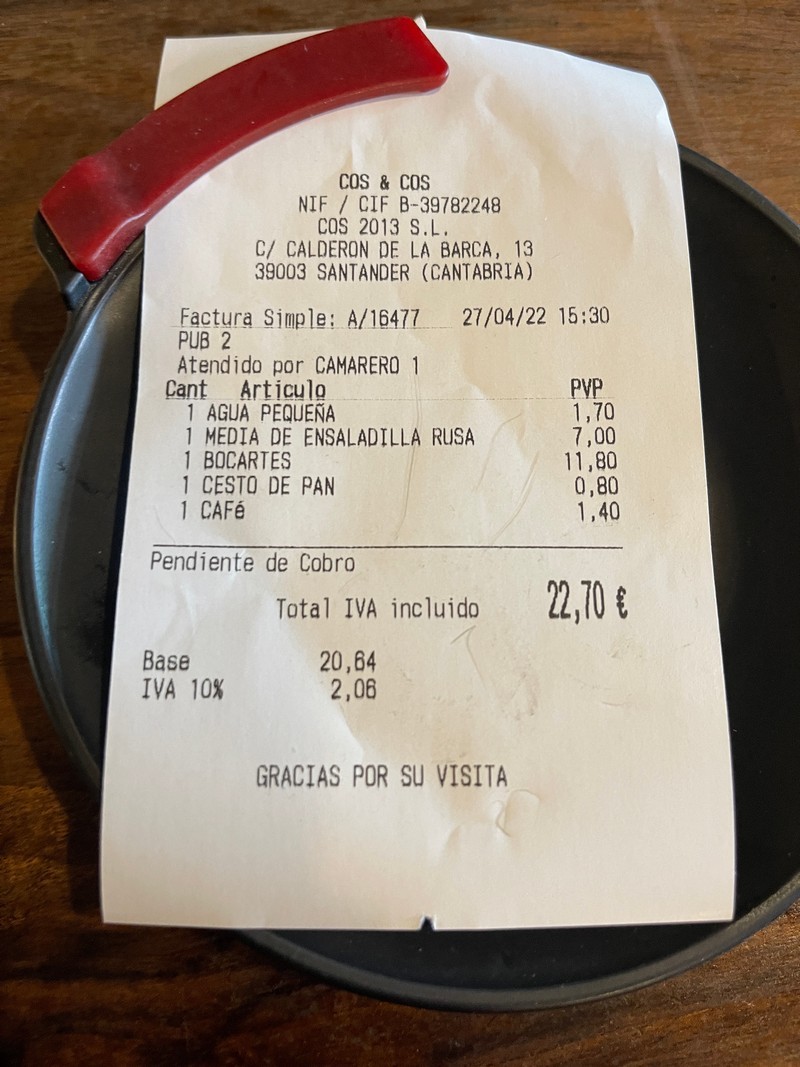 COS & COS
NIF / CIF B-39782248
COS 2013 S.L.
C/ CALDERON DE LA BARCA, 13
39003 SANTANDER (CANTABRIA)
Factura Simple: A/16477 27/04/22 15:30
PUB 2
Atendido por CAMARERO 1
Cant Articulo PVP
1 AGUA PEQUEÑA 1,70
1 MEDIA DE ENSALADILLA RUSA 7,00
1 BOCARTES 11,80
1 CESTO DE PAN 0,80
1 CAFé 1,40
Pendiente de Cobro
Total IVA incluido 22,70 €
Base 20,64
IVA 10% 2,06
GRACIAS POR SU VISITA